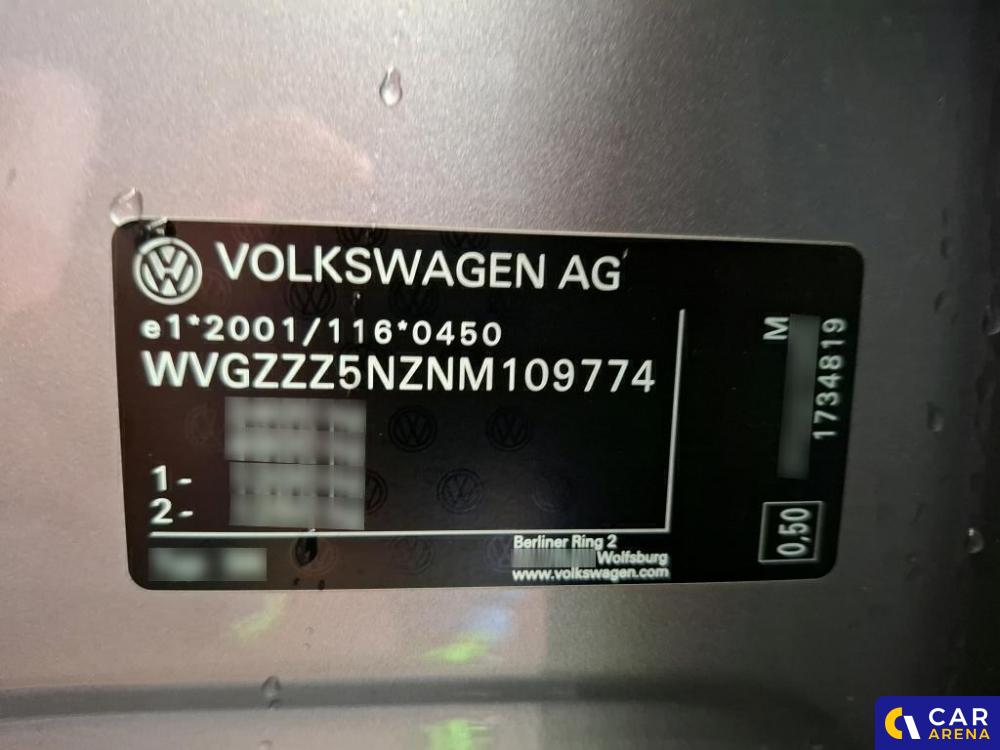 VOLKSWAGEN AG
e1*2001/116*0450
WVGZZZ5NZNM109774
1-
2-
Berliner Ring 2
Wolfsburg
www.volkswagen.com
M
1734819
0,50
CAR
ARENA